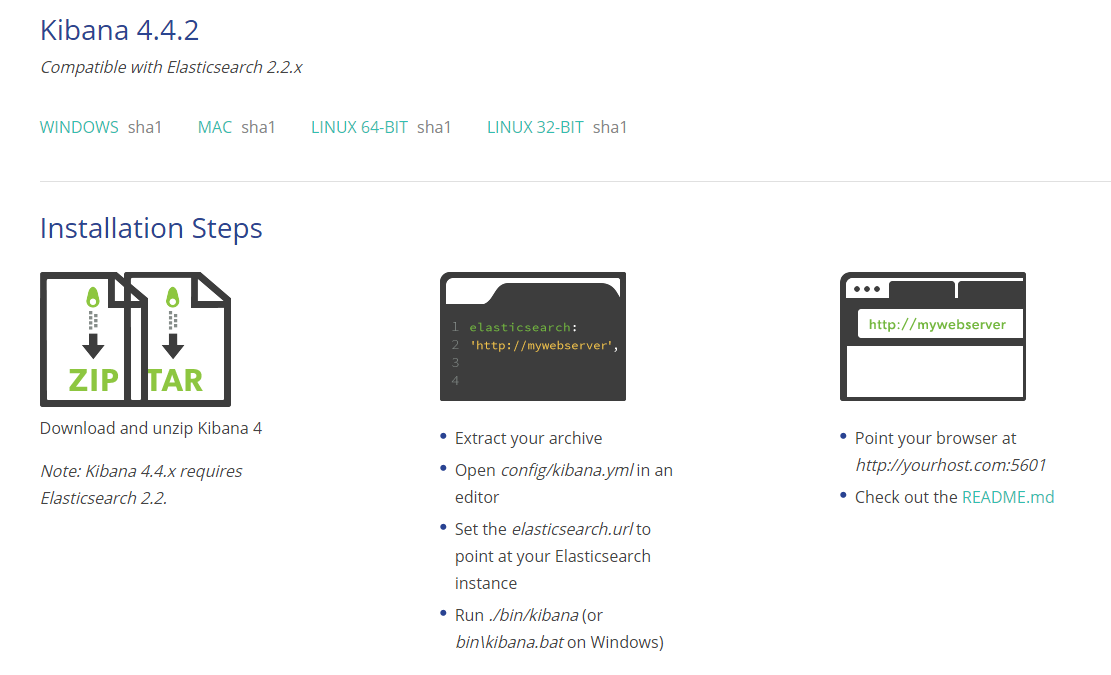 Kibana 4.4.2
Compatible with Elasticsearch 2.2.x
WINDOWS sha1 MAC sha1 LINUX 64-BIT sha1 LINUX 32-BIT sha1
Installation Steps
ZIP TAR
Download and unzip Kibana 4
Note: Kibana 4.4.x requires
Elasticsearch 2.2.
1 elasticsearch:
2 'http://mywebserver',
3
4
• Extract your archive
• Open config/kibana.yml in an
editor
• Set the elasticsearch.url to
point at your Elasticsearch
instance
• Run ./bin/kibana (or
bin\kibana.bat on Windows)
http://mywebserver
• Point your browser at
http://yourhost.com:5601
• Check out the README.md